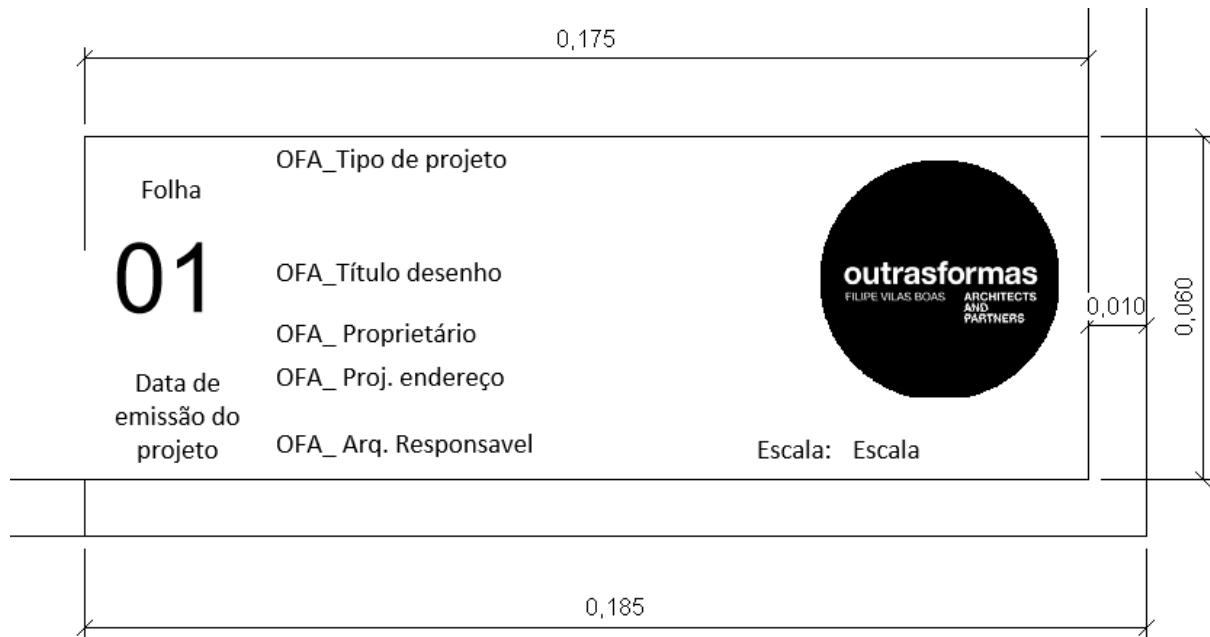 0,175
OFA_Tipo de projeto
Folha
01
OFA_Título desenho
outrasformas
FILIPE VILAS BOAS
ARCHITECTS
AND
PARTNERS
0,010
0,060
OFA_ Proprietário
OFA_ Proj. endereço
Data de
emissão do
projeto
OFA_ Arq. Responsavel
Escala: Escala
0,185